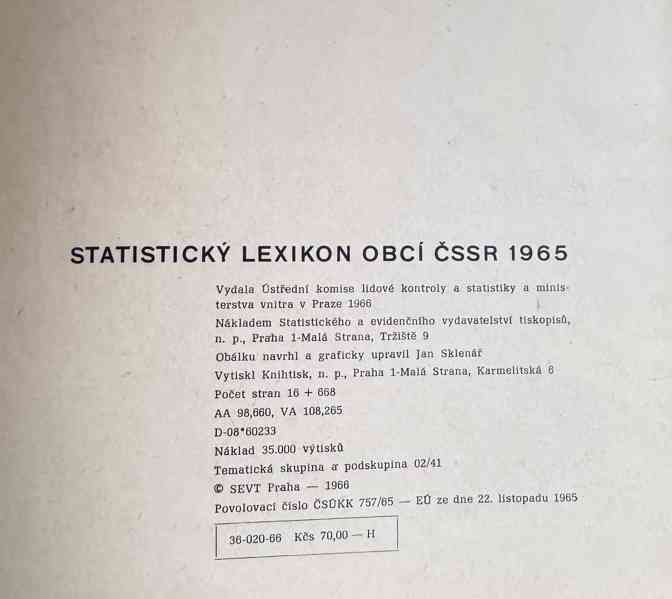 STATISTICKÝ LEXIKON OBCÍ ČSSR 1965
Vydala Ústřední komise lidové kontroly a statistiky a minis-
terstva vnitra v Praze 1966
Nákladem Statistického a evidenčního vydavatelství tiskopisů,
n. p., Praha 1-Malá Strana, Tržiště 9
Obálku navrhl a graficky upravil Jan Sklenář
Vytiskl Knihtisk, n. p., Praha 1-Malá Strana, Karmelitská 6
Počet stran 16 + 668
AA 98,660, VA 108,265
D-08*60233
Náklad 35.000 výtisků
Tematická skupina a podskupina 02/41
© SEVT Praha — 1966
Povolovací číslo ČSÚKK 757/65 — EÚ ze dne 22. listopadu 1965
36-020-66 Kčs 70,00 — H